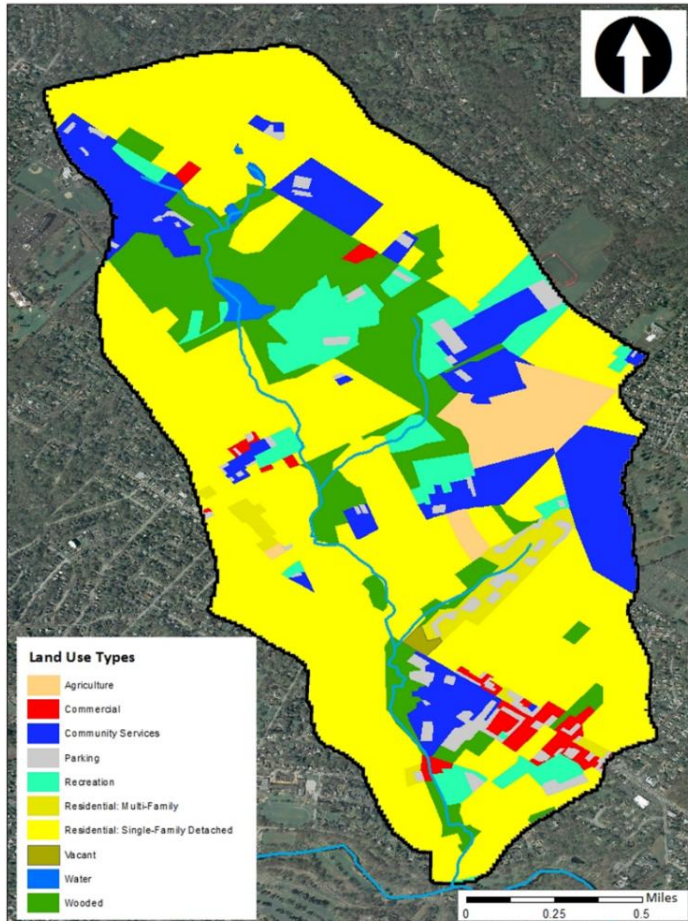 Land Use Types
Agriculture
Commercial
Community Services
Parking
Recreation
Residential: Multi-Family
Residential: Single-Family Detached
Vacant
Water
Wooded
Miles
0 0.25 0.5